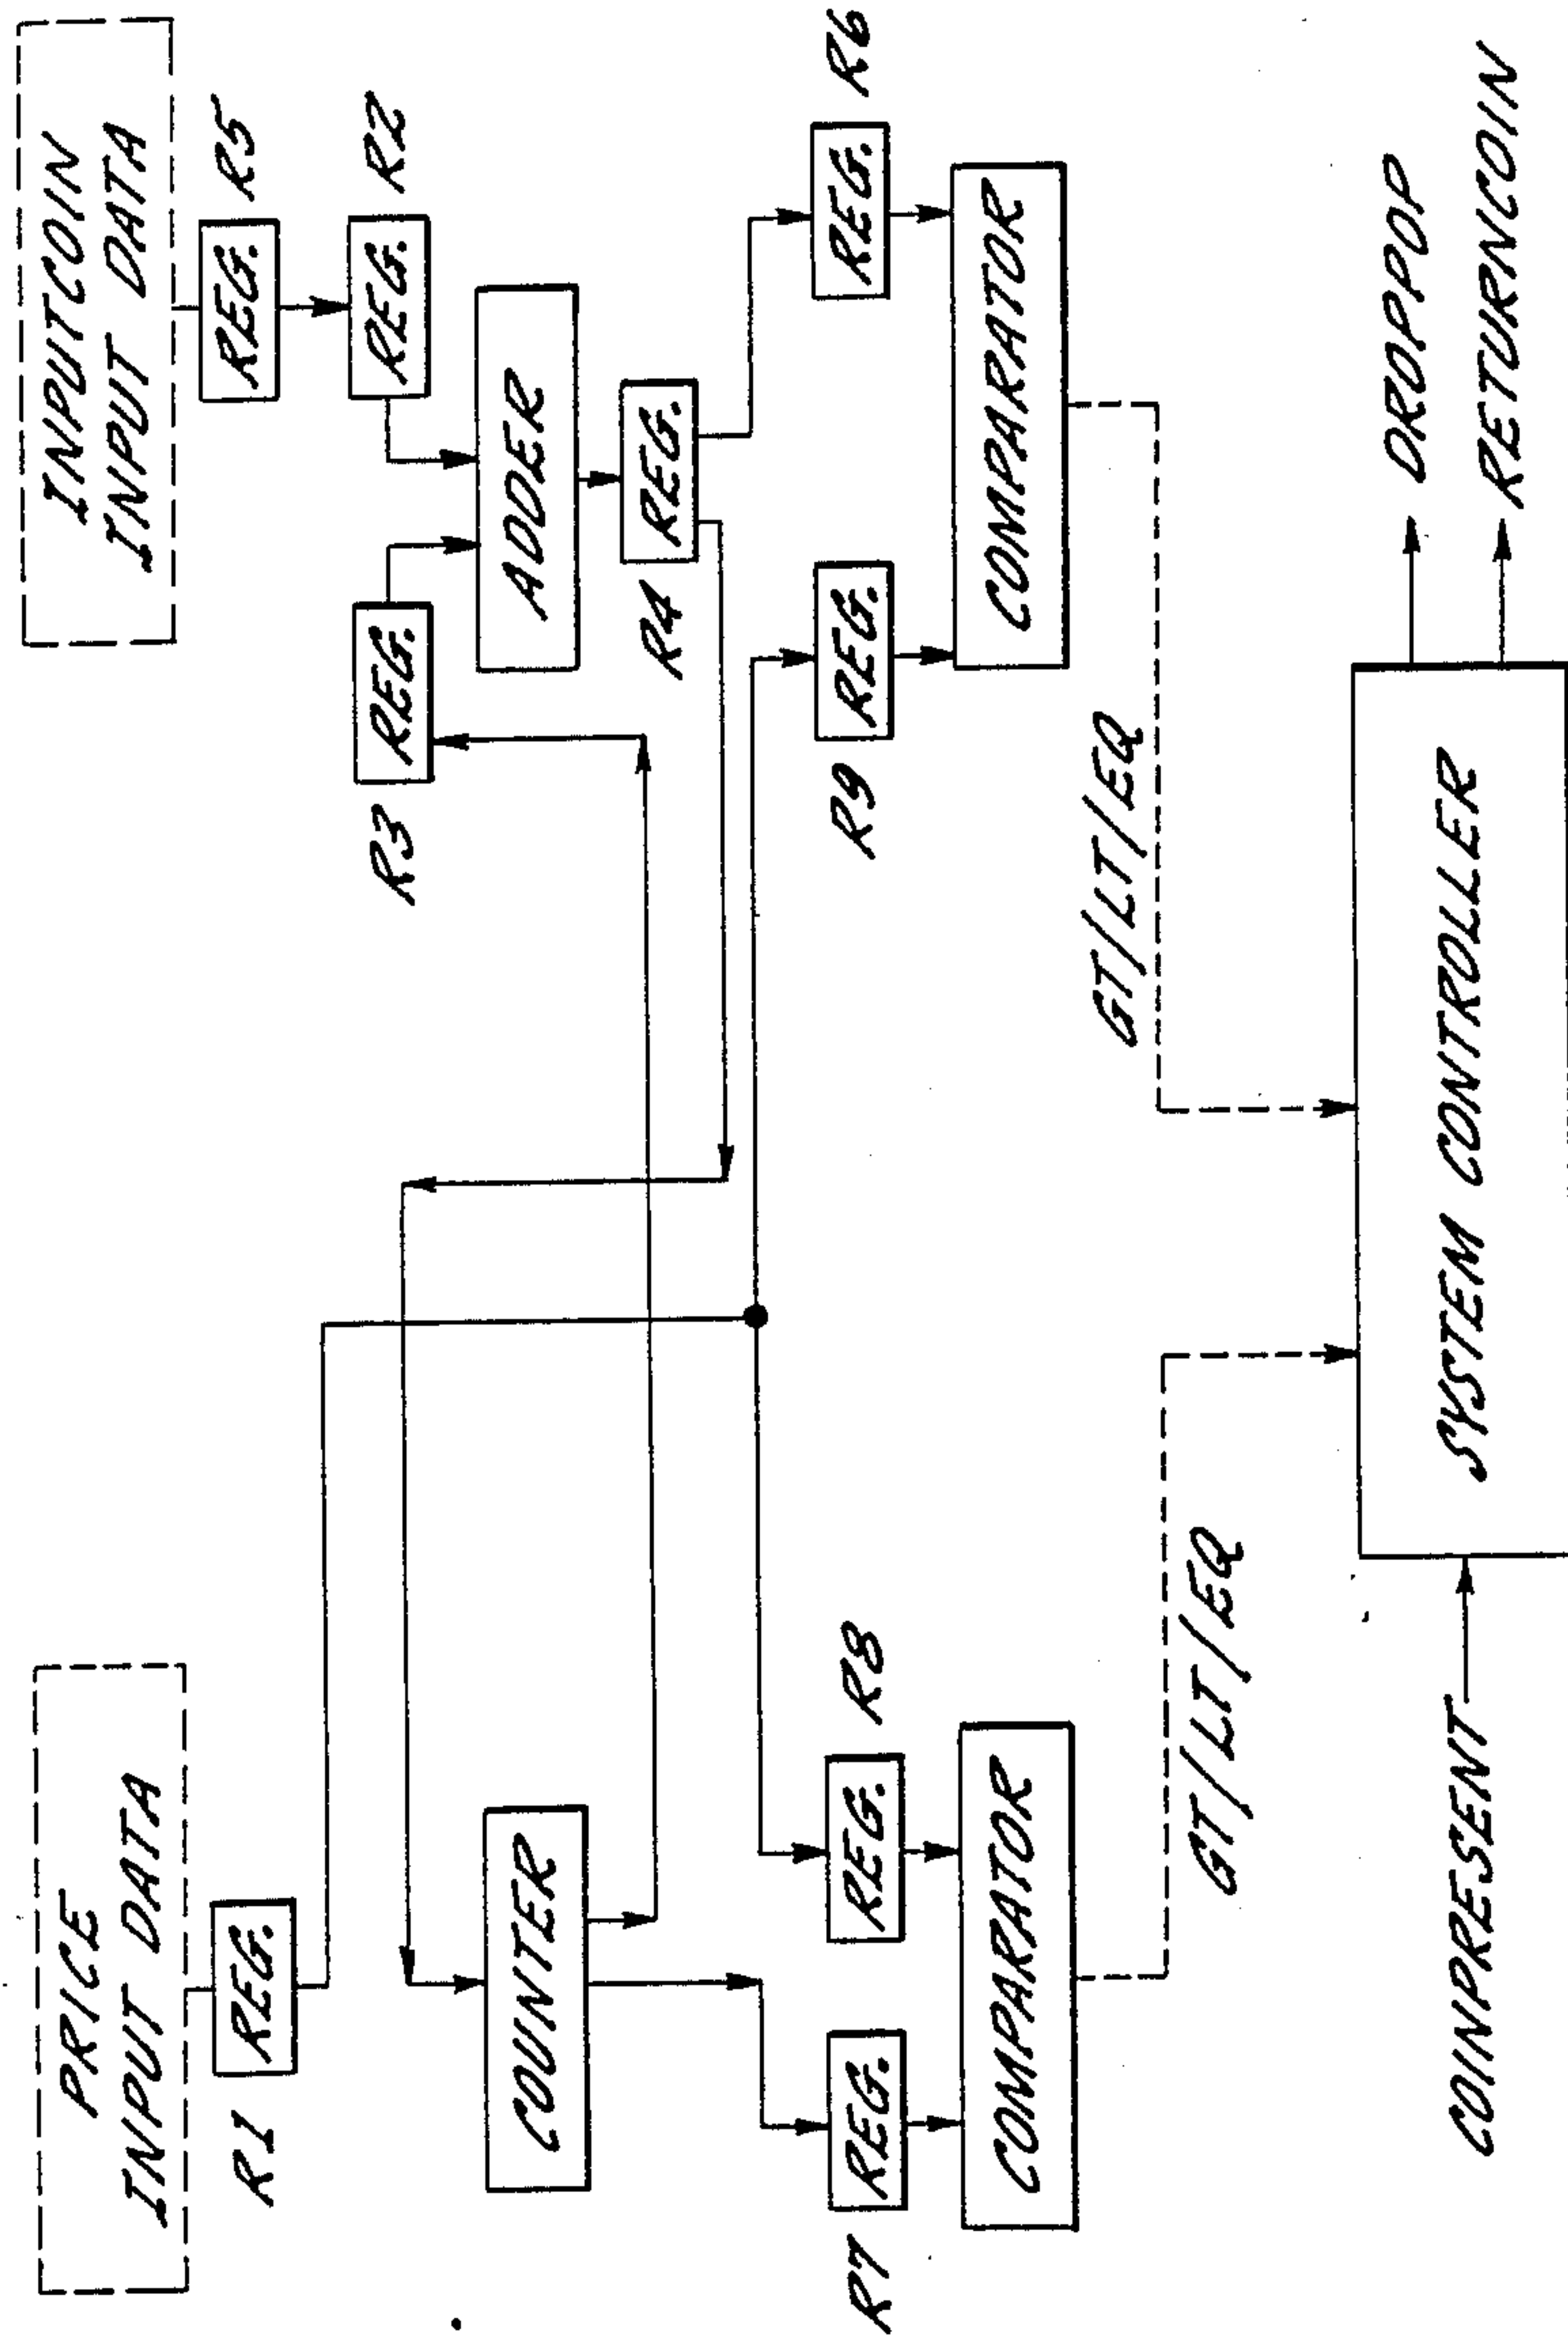 PRICE
INPUT DATA
INPUTCOIN
INPUT DATA
R1
REG.
REG.
R5
REG.
R2
R3
REG.
COUNTER
ADDER
R4
REG.
R7
REG.
REG.
R8
R9
REG.
REG.
R6
COMPARATOR
COMPARATOR
GT/LT/EQ
GT/LT/EQ
COINPRESENT
SYSTEM CONTROLLER
DROPPOP
RETURNCOIN